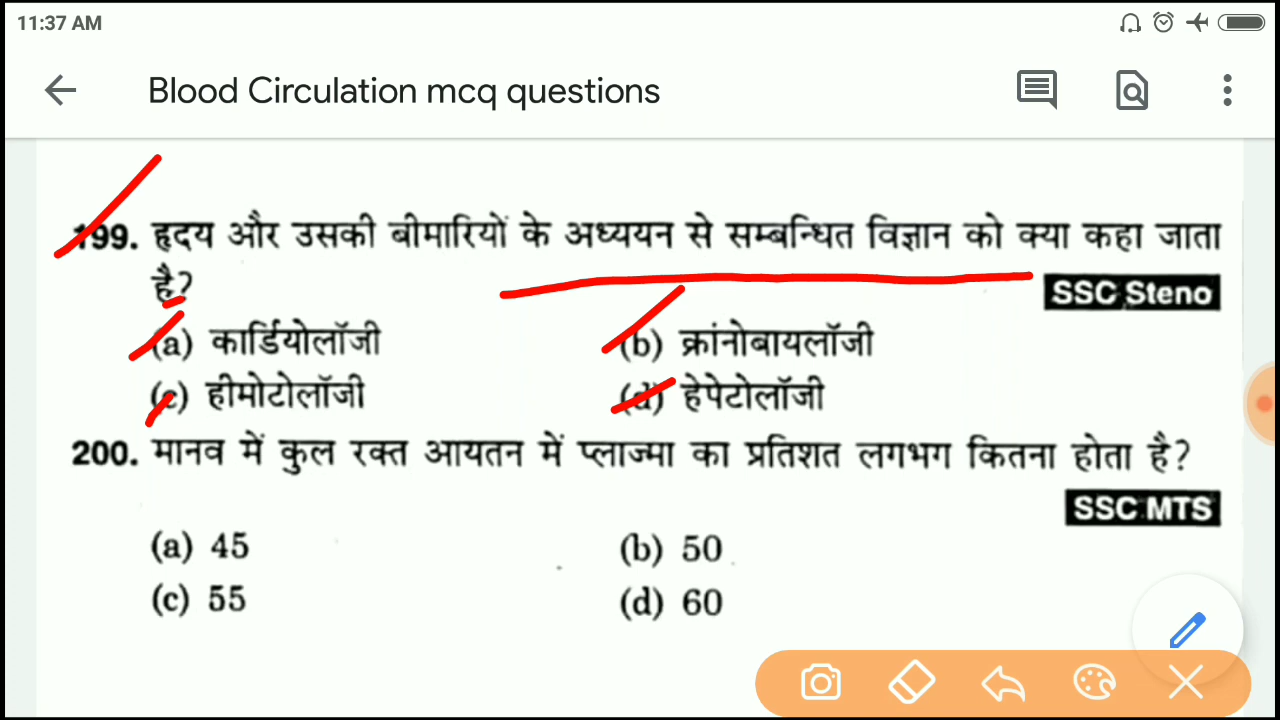 11:37 AM
Blood Circulation mcq questions
199. हृदय और उसकी बीमारियों के अध्ययन से सम्बन्धित विज्ञान को क्या कहा जाता
है?
SSC Steno
(a) कार्डियोलॉजी (b) क्रांनोबायलॉजी
(c) हीमोटोलॉजी (d) हेपेटोलॉजी
200. मानव में कुल रक्त आयतन में प्लाज्मा का प्रतिशत लगभग कितना होता है?
SSC MTS
(a) 45 (b) 50
(c) 55 (d) 60